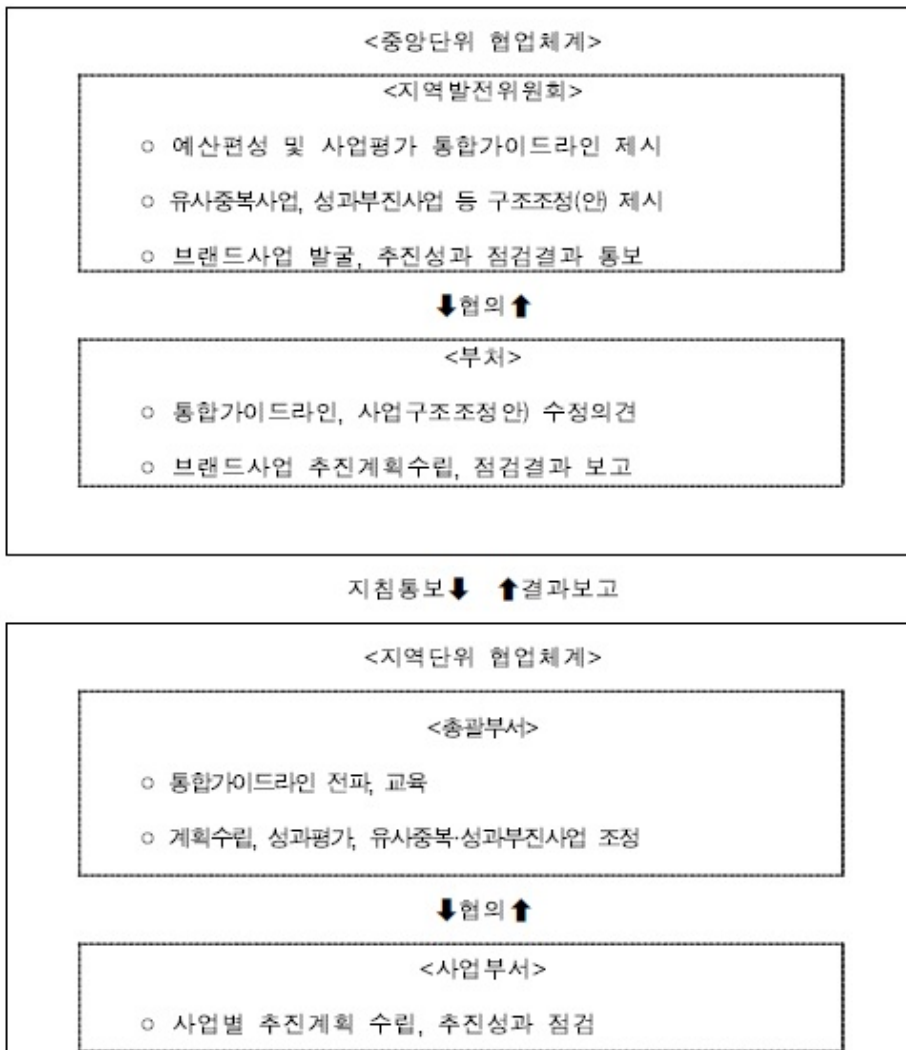 <중앙단위 협업체계>
<지역발전위원회>
○ 예산편성 및 사업평가 통합가이드라인 제시
○ 유사중복사업, 성과부진사업 등 구조조정(안) 제시
○ 브랜드사업 발굴, 추진성과 점검결과 통보
⬇협의⬆
<부처>
○ 통합가이드라인, 사업구조조정안) 수정의견
○ 브랜드사업 추진계획수립, 점검결과 보고
지침통보⬇ ⬆결과보고
<지역단위 협업체계>
<총괄부서>
○ 통합가이드라인 전파, 교육
○ 계획수립, 성과평가, 유사중복·성과부진사업 조정
⬇협의⬆
<사업부서>
○ 사업별 추진계획 수립, 추진성과 점검